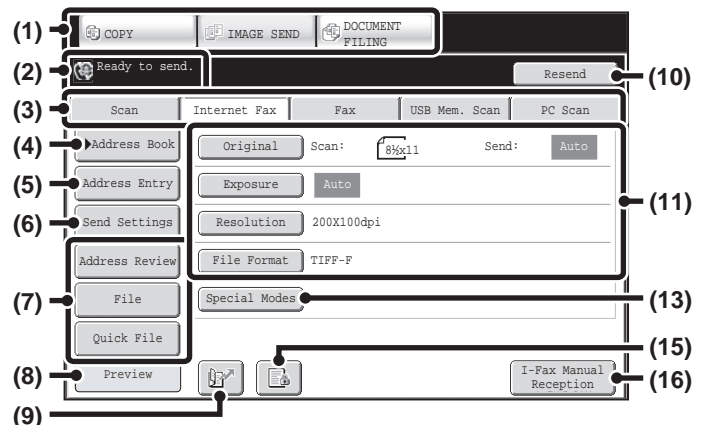 (1) COPY IMAGE SEND DOCUMENT
FILING
(2) Ready to send. Resend (10)
(3) Scan Internet Fax Fax USB Mem. Scan PC Scan
(4) Address Book Original Scan: 8½x11 Send: Auto
(5) Address Entry Exposure Auto (11)
(6) Send Settings Resolution 200X100dpi
Address Review File Format TIFF-F
(7) File Special Modes (13)
Quick File
(15)
(8) Preview I-Fax Manual
Reception (16)
(9)